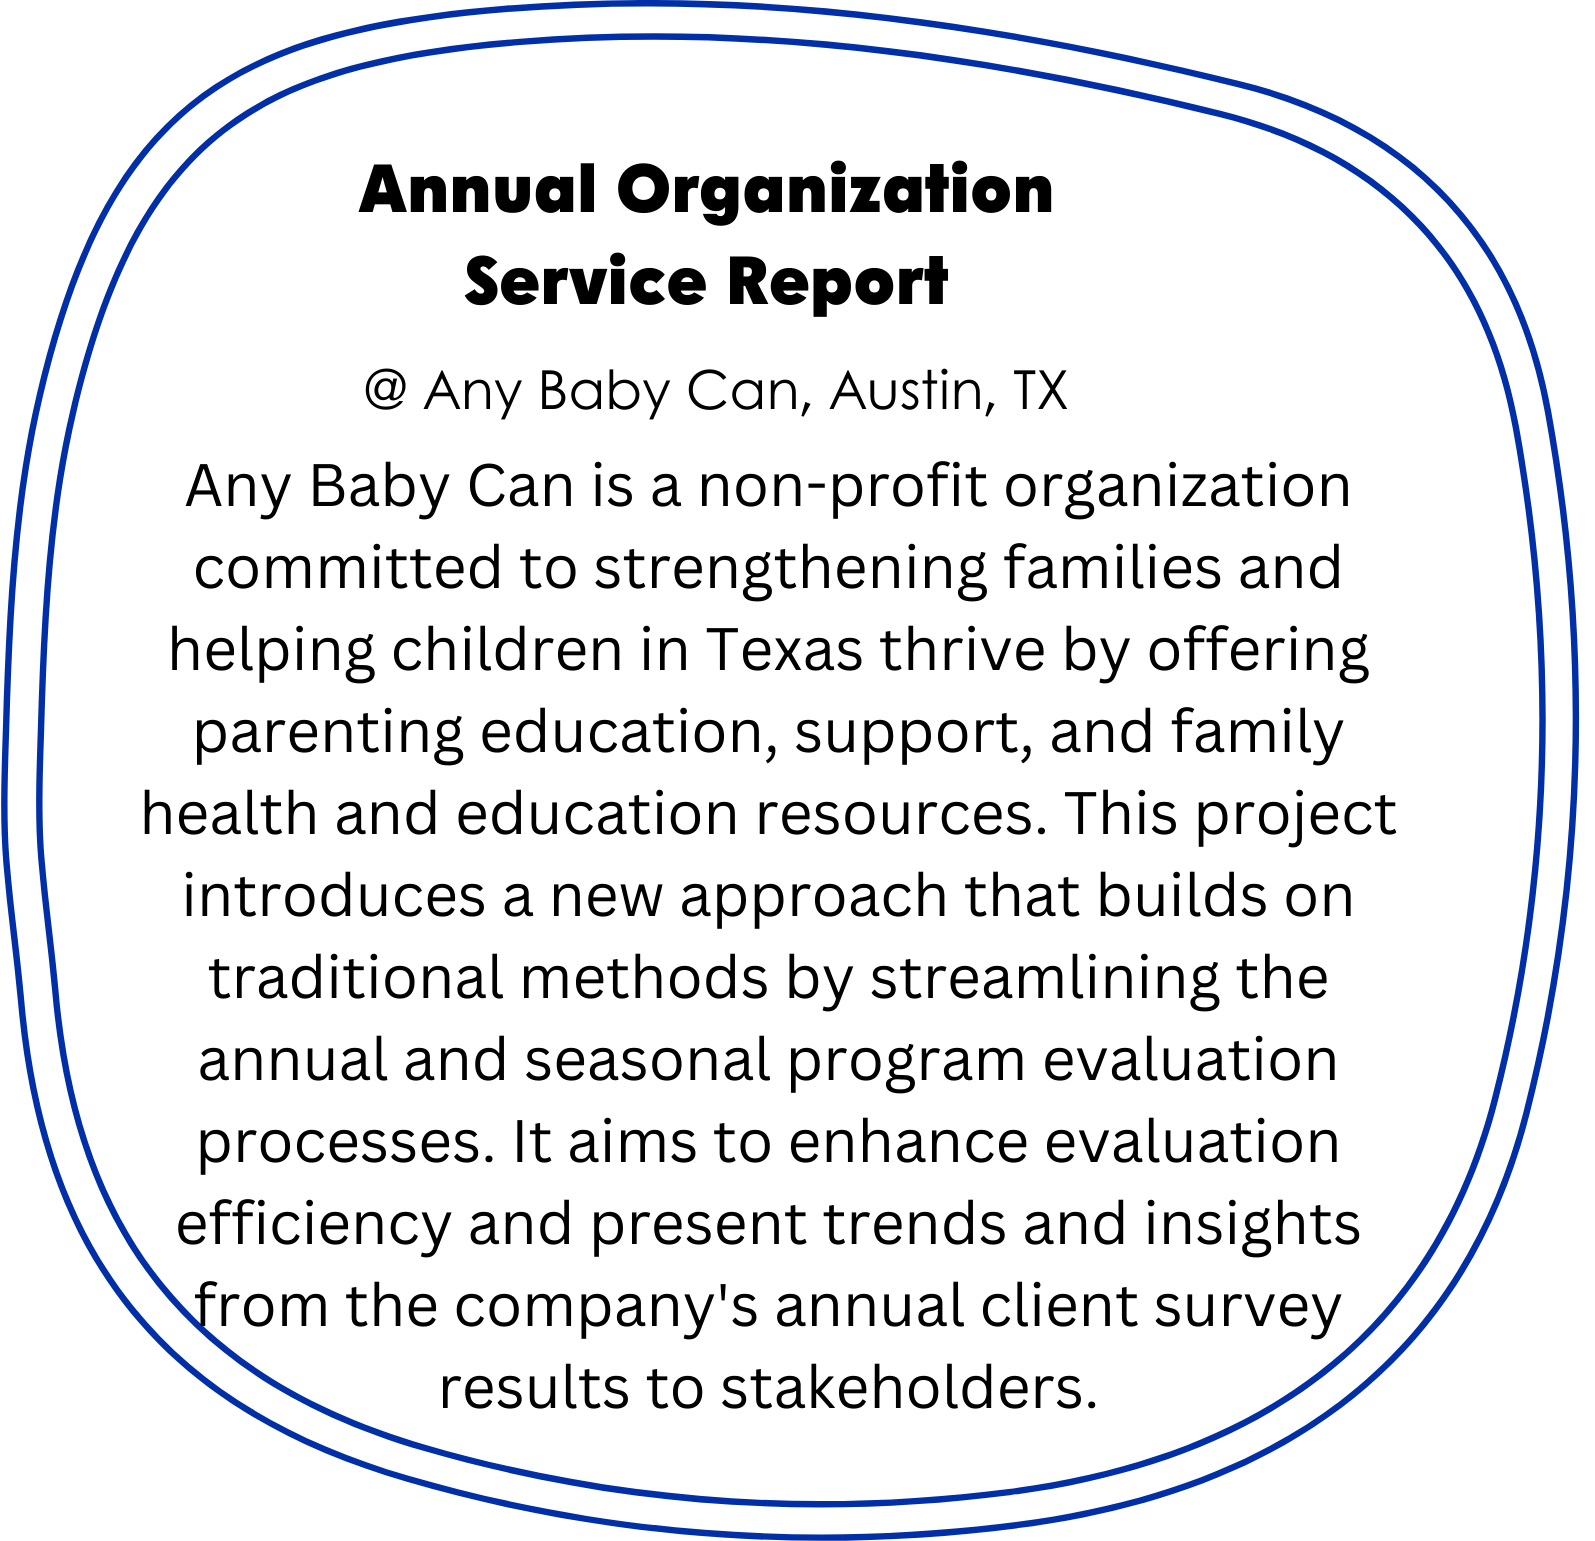 Annual Organization
Service Report
@ Any Baby Can, Austin, TX
Any Baby Can is a non-profit organization
committed to strengthening families and
helping children in Texas thrive by offering
parenting education, support, and family
health and education resources. This project
introduces a new approach that builds on
traditional methods by streamlining the
annual and seasonal program evaluation
processes. It aims to enhance evaluation
efficiency and present trends and insights
from the company's annual client survey
results to stakeholders.